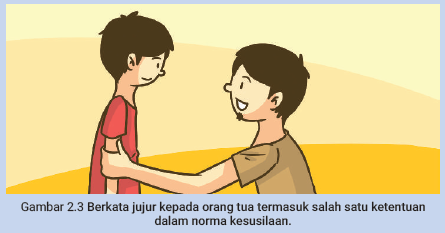 Gambar 2.3 Berkata jujur kepada orang tua termasuk salah satu ketentuan
dalam norma kesusilaan.